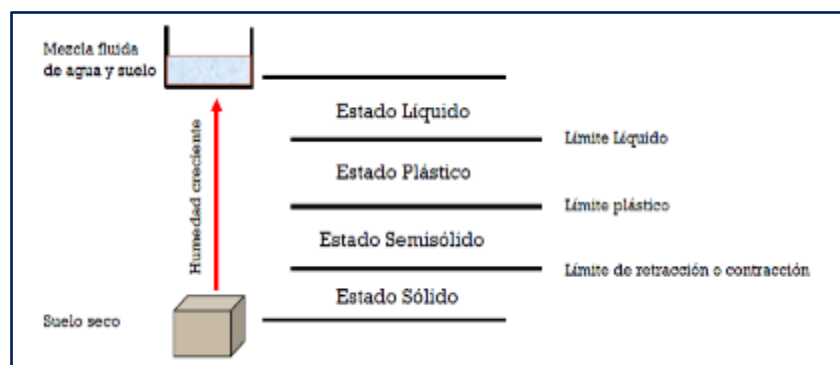 Mezcla fluida
de agua y suelo
Estado Líquido
Límite Líquido
Estado Plástico
Límite plástico
Humedad creciente
Estado Semisólido
Límite de retracción o contracción
Estado Sólido
Suelo seco